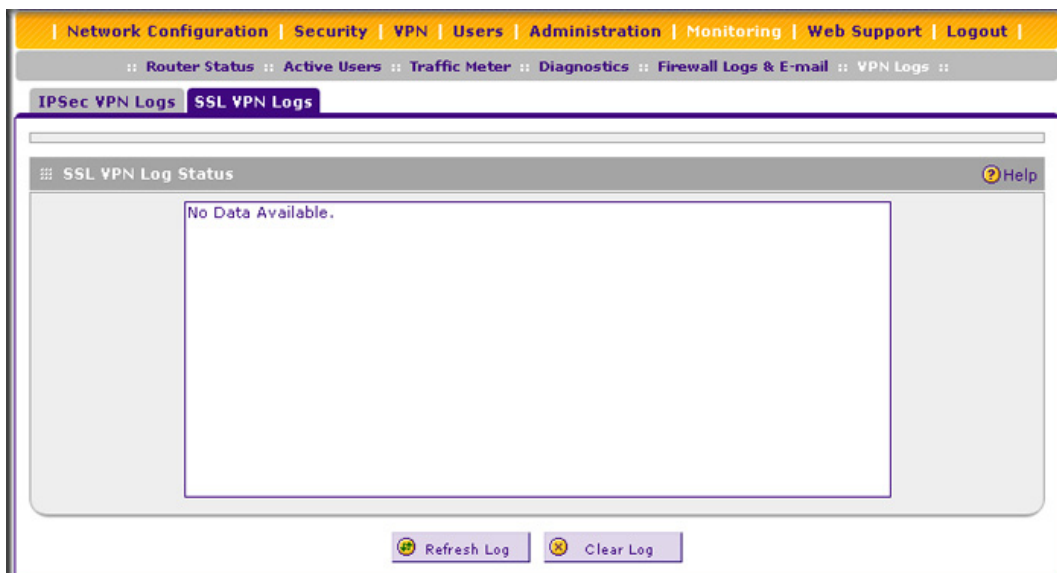 | Network Configuration | Security | VPN | Users | Administration | Monitoring | Web Support | Logout |
:: Router Status :: Active Users :: Traffic Meter :: Diagnostics :: Firewall Logs & E-mail :: VPN Logs ::
IPSec VPN Logs SSL VPN Logs
SSL VPN Log Status ? Help
No Data Available.
Refresh Log Clear Log